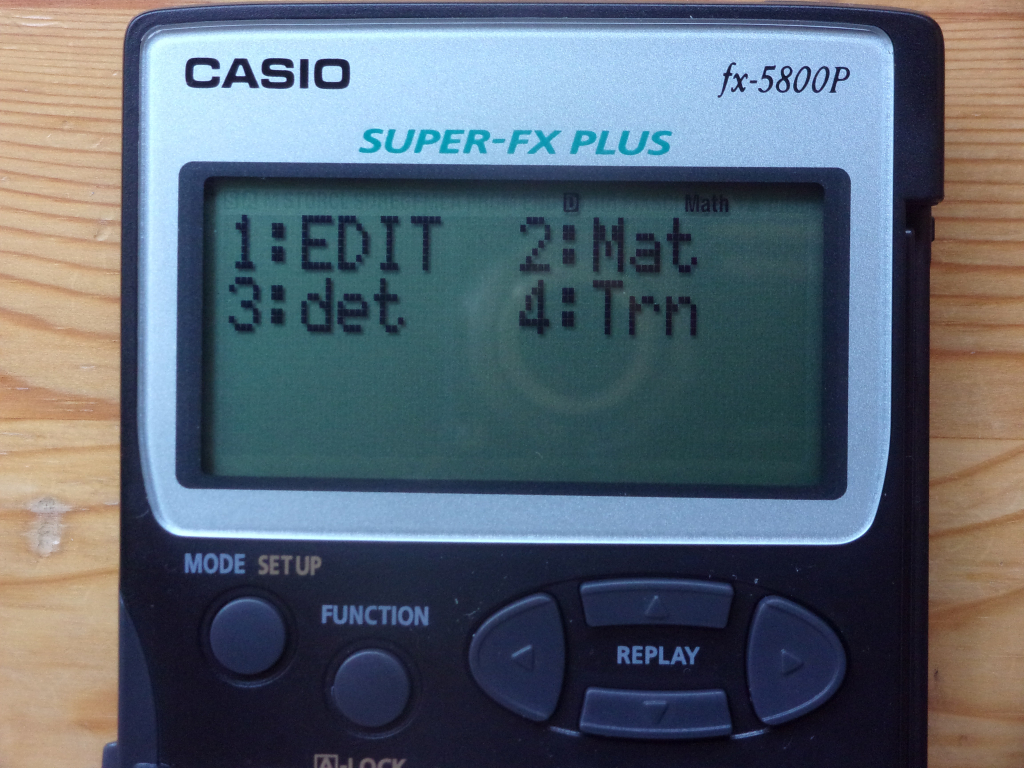 CASIO
fx-5800P
SUPER-FX PLUS
D Math
1:EDIT 2:Mat
3:det 4:Trn
MODE SETUP
FUNCTION
REPLAY
A-LOCK